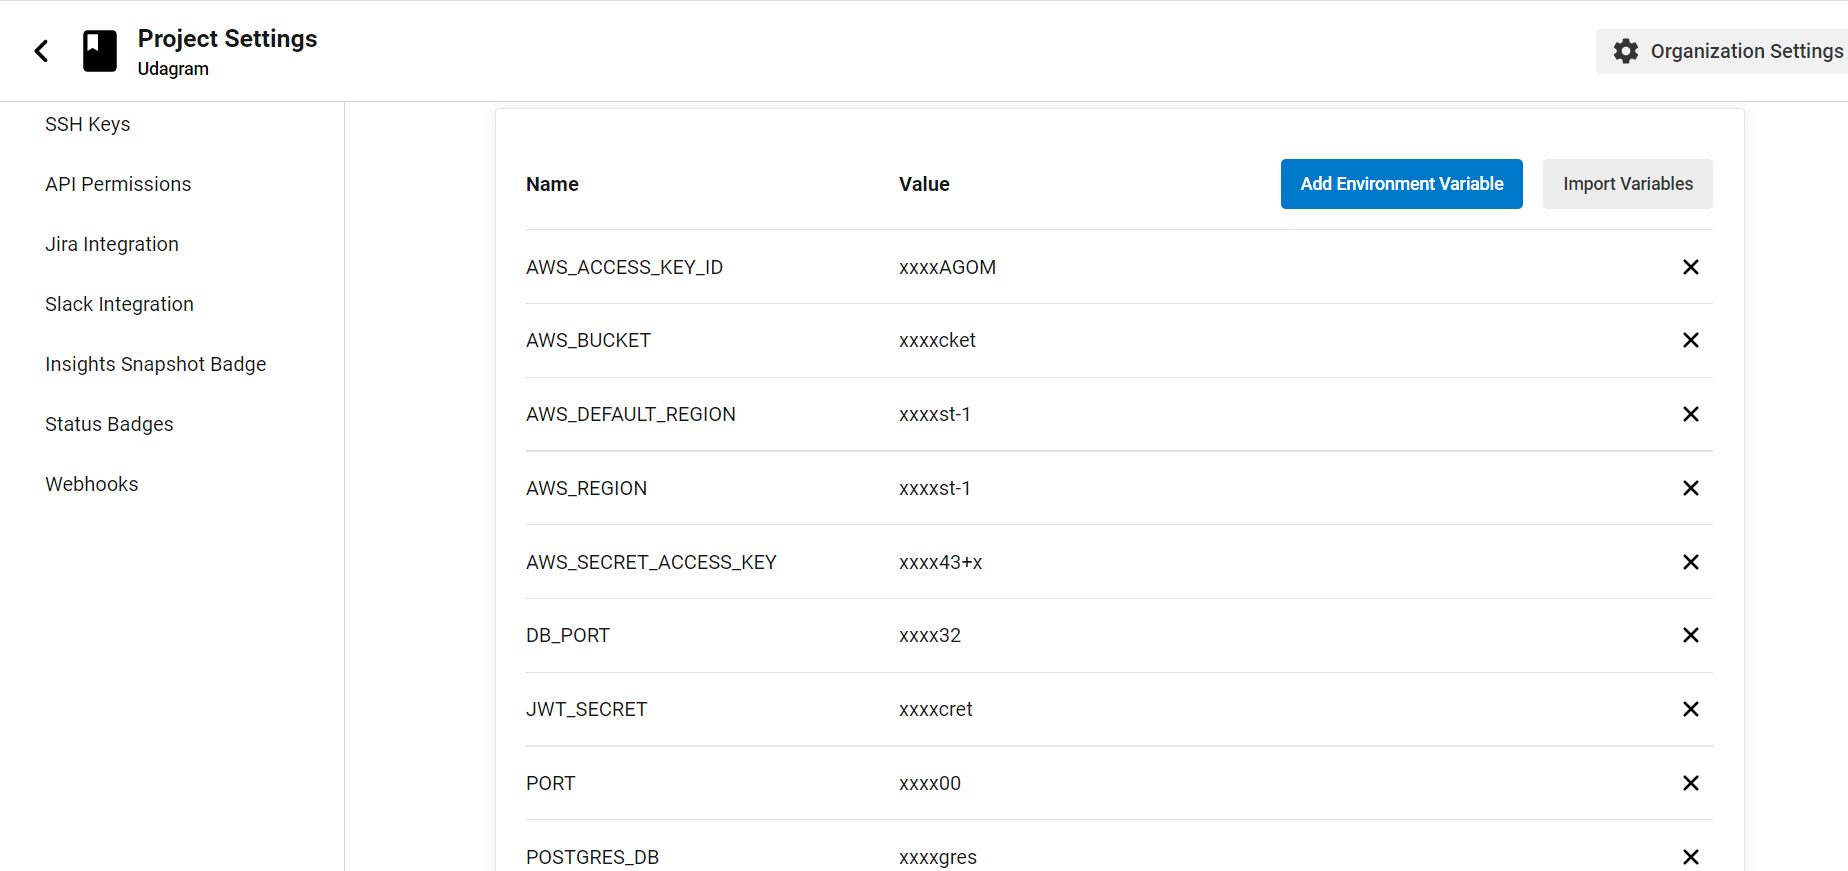 Project Settings
Udagram
Organization Settings
SSH Keys
API Permissions
Jira Integration
Slack Integration
Insights Snapshot Badge
Status Badges
Webhooks
Name Value Add Environment Variable Import Variables
AWS_ACCESS_KEY_ID xxxxAGOM
AWS_BUCKET xxxxcket
AWS_DEFAULT_REGION xxxxst-1
AWS_REGION xxxxst-1
AWS_SECRET_ACCESS_KEY xxxx43+x
DB_PORT xxxx32
JWT_SECRET xxxxcret
PORT xxxx00
POSTGRES_DB xxxxgres